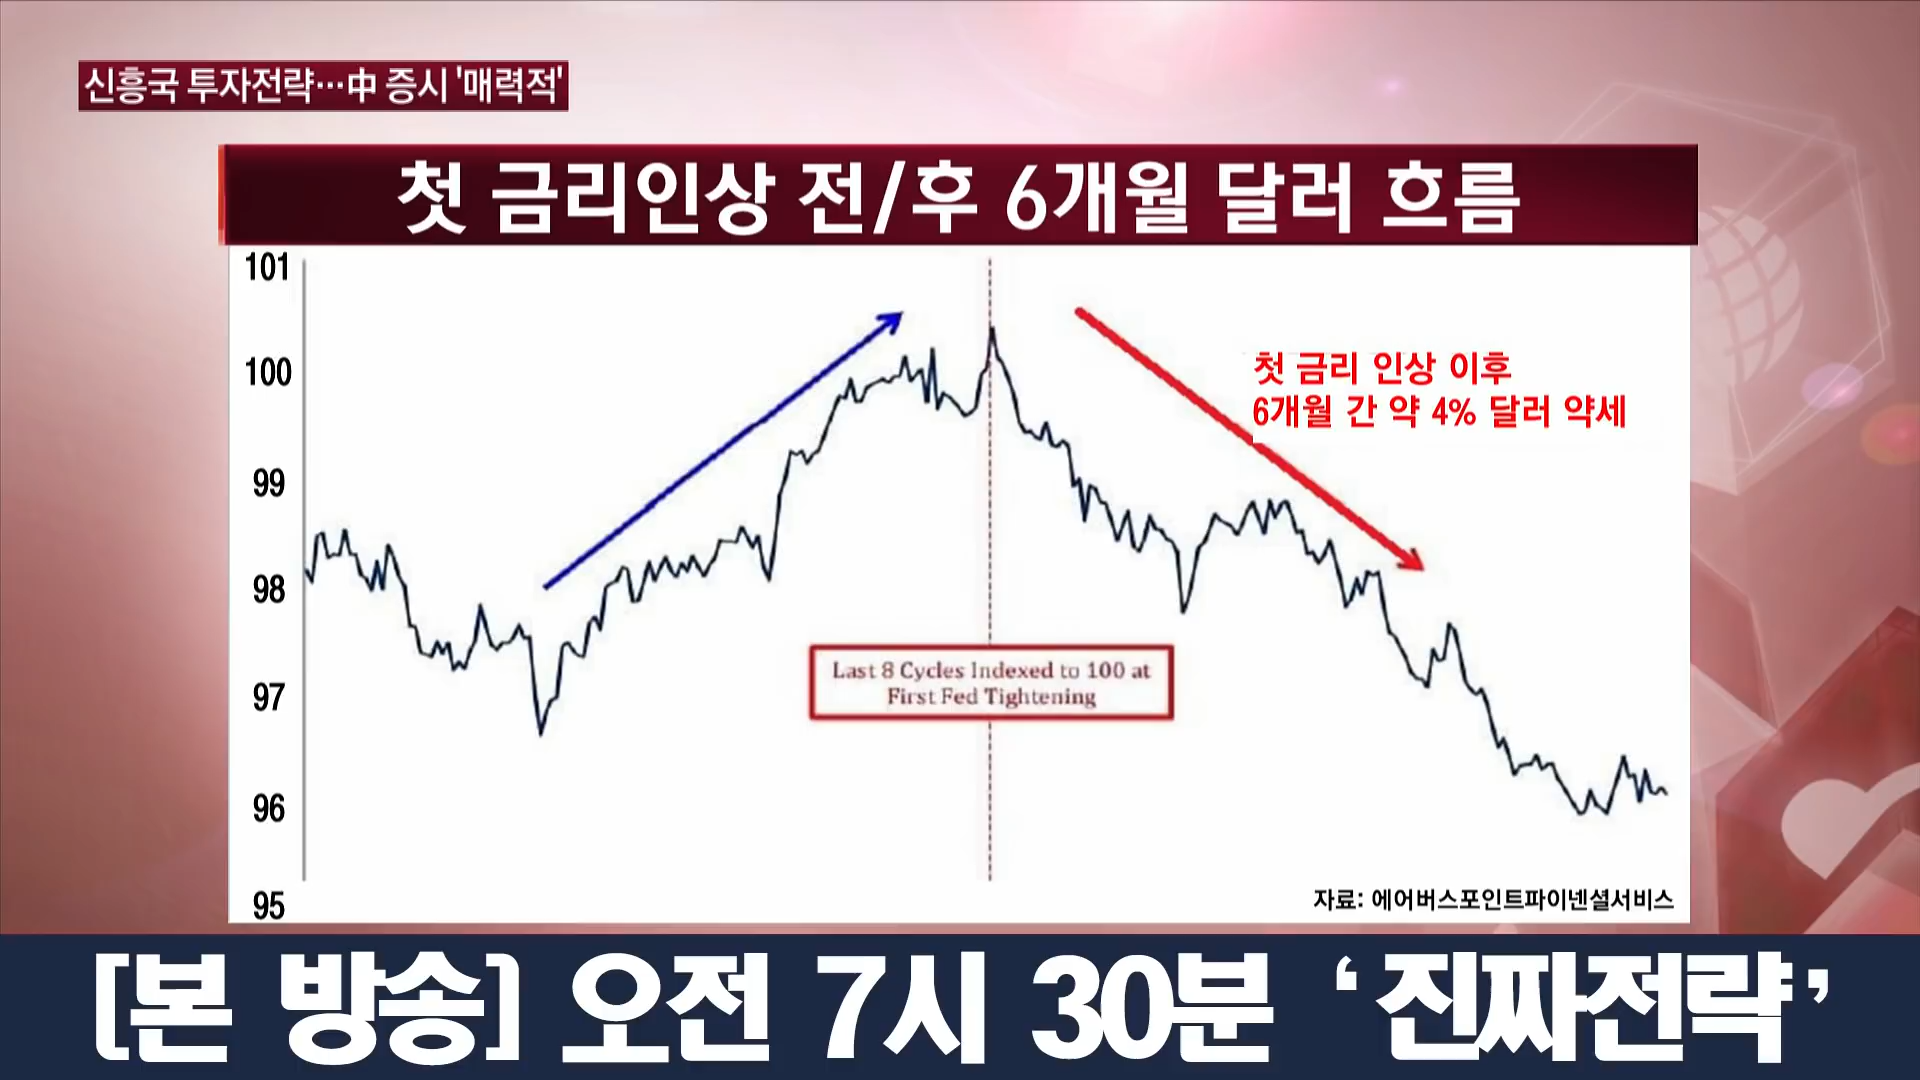 신흥국 투자전략…中 증시 '매력적'
첫 금리인상 전/후 6개월 달러 흐름
101
100
99
98
97
96
95
첫 금리 인상 이후
6개월 간 약 4% 달러 약세
Last 8 Cycles Indexed to 100 at
First Fed Tightening
자료: 에어버스포인트파이넨셜서비스
[본 방송] 오전 7시 30분 ‘진짜전략’